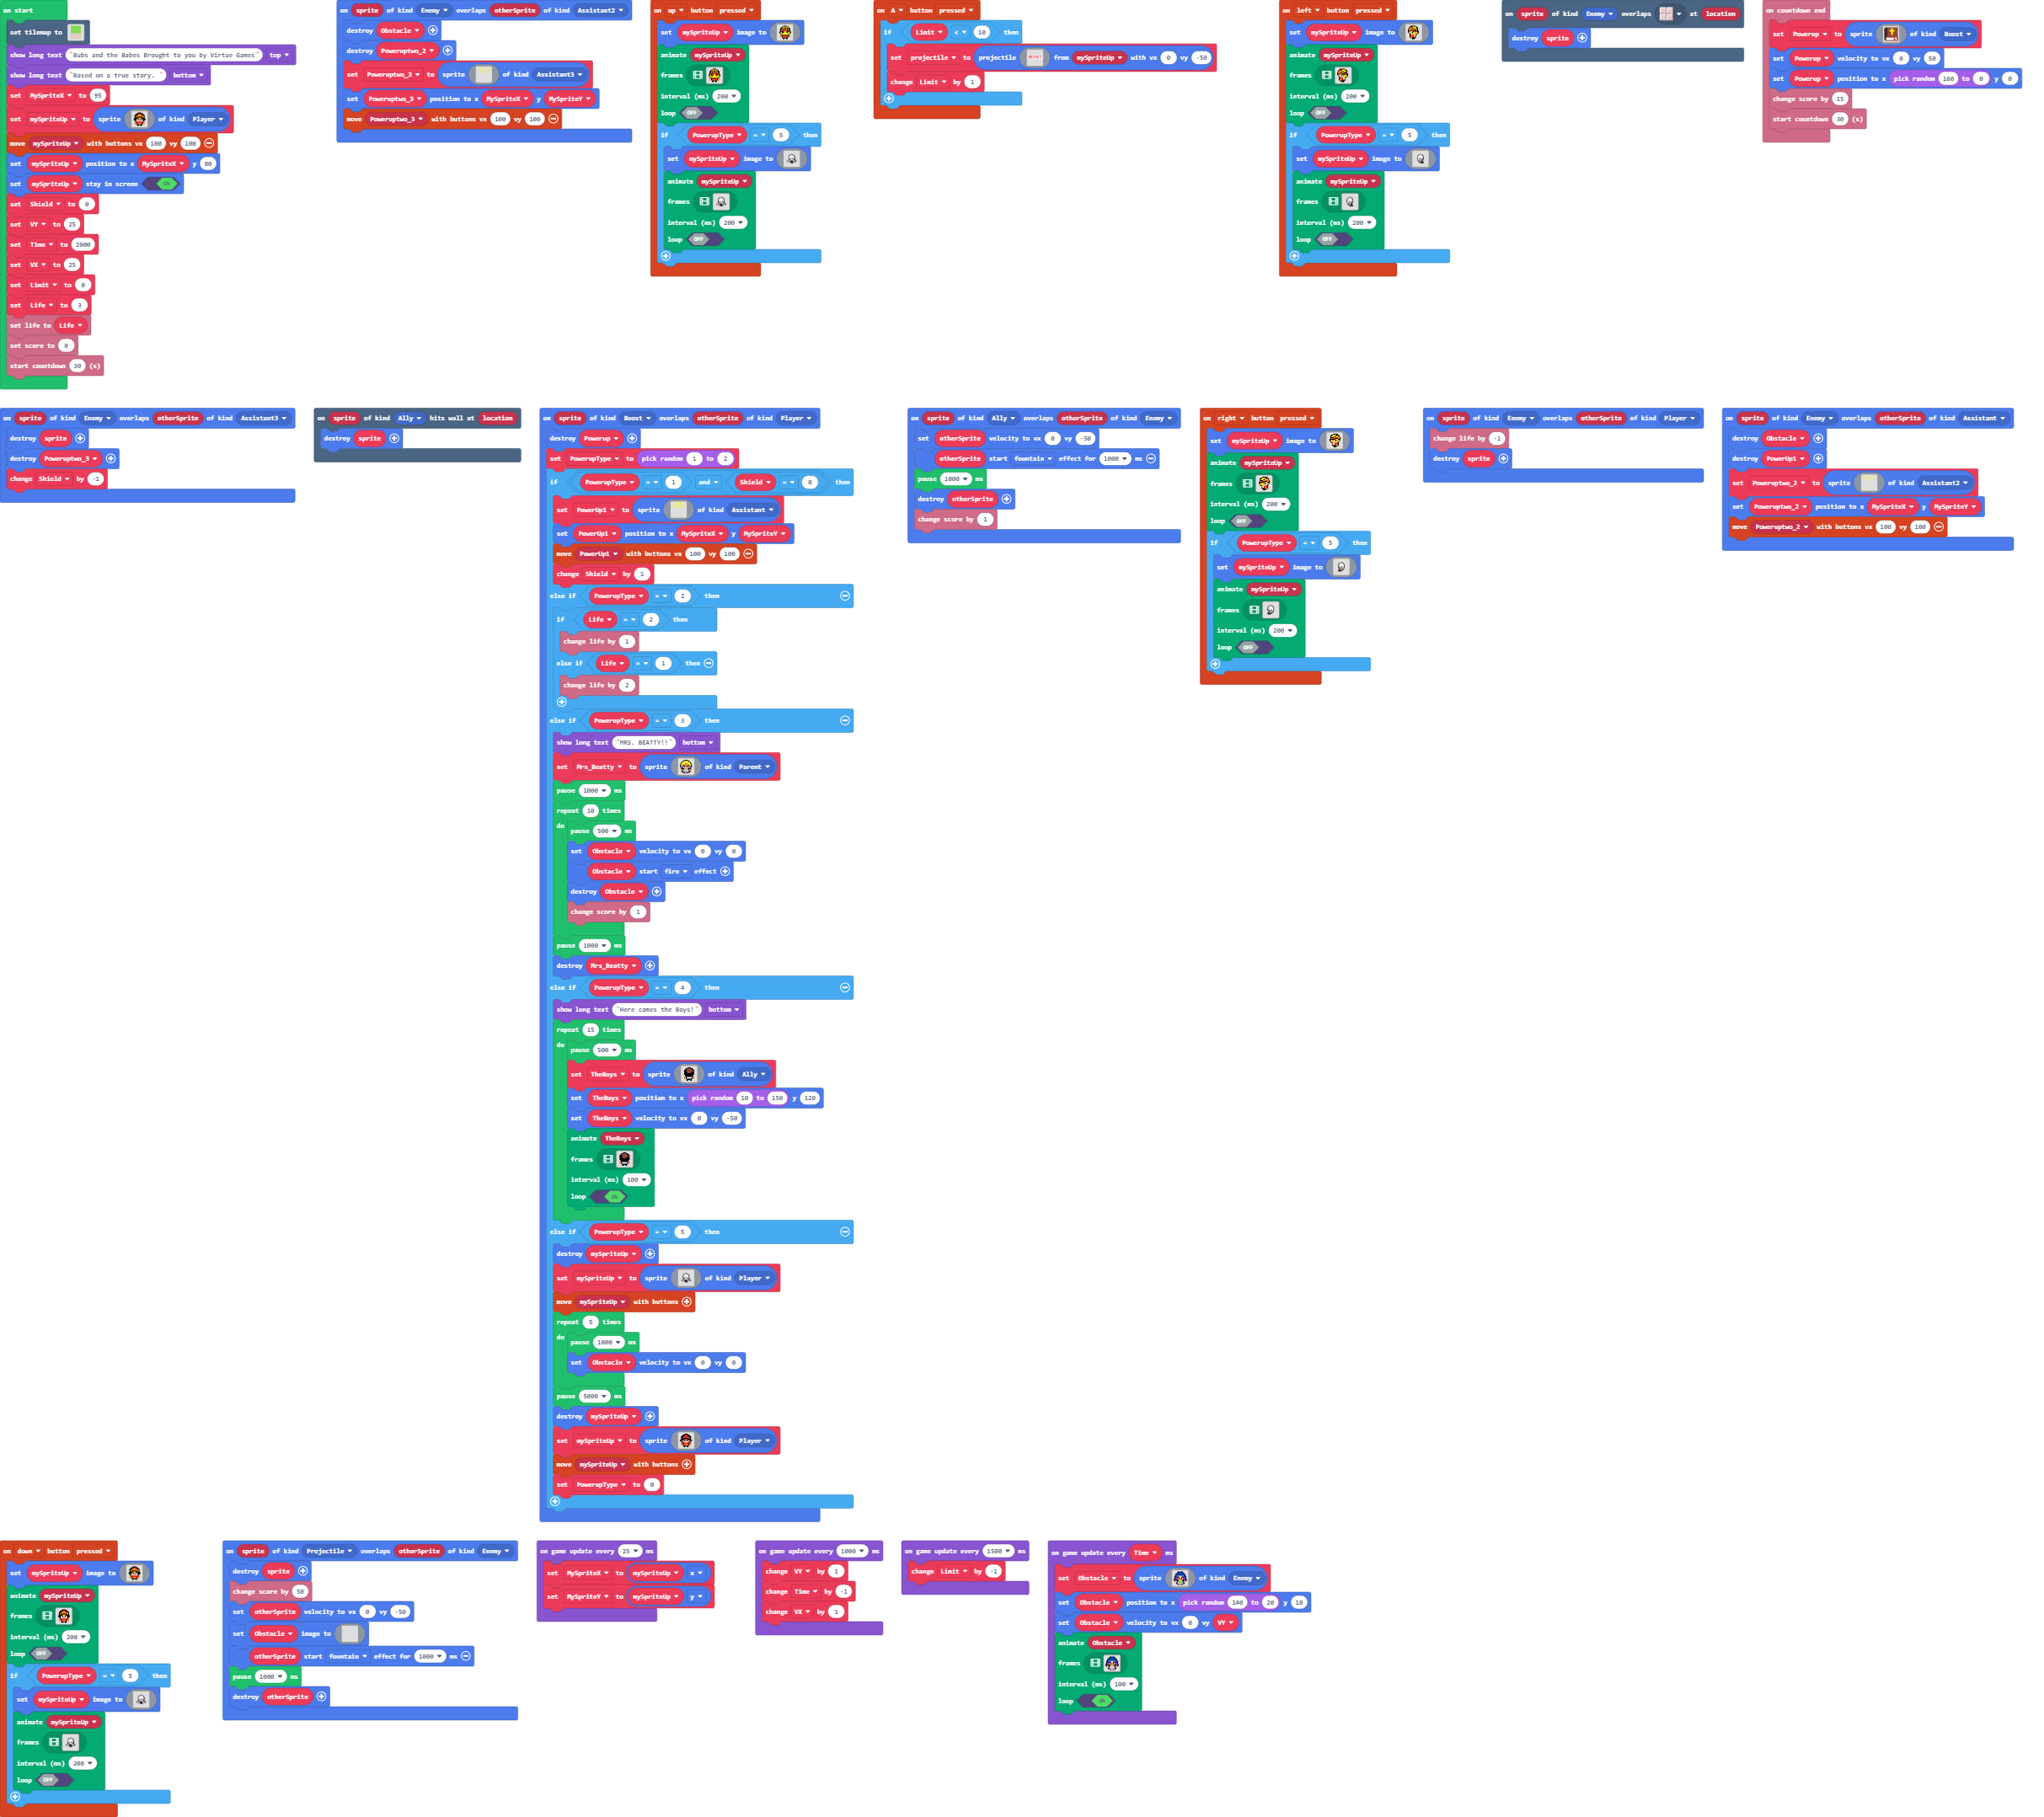 on start
set tilemap to
show long text "Bubs and the Babes Brought to you by Virtue Games" top
show long text "Based on a true story. " bottom
set MySpriteX to 95
set mySpriteUp to sprite of kind Player
move mySpriteUp with buttons vx 100 vy 100
set mySpriteUp position to x MySpriteX y 80
set mySpriteUp stay in screen ON
set Shield to 0
set VY to 25
set Time to 2000
set VX to 25
set Limit to 0
set Life to 3
set life to Life
set score to 0
start countdown 30 (s)
on sprite of kind Enemy overlaps otherSprite of kind Assistant2
destroy Obstacle
destroy Poweruptwo_2
set Poweruptwo_3 to sprite of kind Assistant3
set Poweruptwo_3 position to x MySpriteX y MySpriteY
move Poweruptwo_3 with buttons vx 100 vy 100
on up button pressed
set mySpriteUp image to
animate mySpriteUp
frames
interval (ms) 200
loop OFF
if PowerupType = 5 then
set mySpriteUp image to
animate mySpriteUp
frames
interval (ms) 200
loop OFF
on A button pressed
if Limit < 10 then
set projectile to projectile from mySpriteUp with vx 0 vy -50
change Limit by 1
on left button pressed
set mySpriteUp image to
animate mySpriteUp
frames
interval (ms) 200
loop OFF
if PowerupType = 5 then
set mySpriteUp image to
animate mySpriteUp
frames
interval (ms) 200
loop OFF
on sprite of kind Enemy overlaps at location
destroy sprite
on countdown end
set Powerup to sprite of kind Boost
set Powerup velocity to vx 0 vy 50
set Powerup position to x pick random 160 to 0 y 0
change score by 15
start countdown 30 (s)
on sprite of kind Enemy overlaps otherSprite of kind Assistant3
destroy sprite
destroy Poweruptwo_3
change Shield by -1
on sprite of kind Ally hits wall at location
destroy sprite
on sprite of kind Boost overlaps otherSprite of kind Player
destroy Powerup
set PowerupType to pick random 1 to 2
if PowerupType = 1 and Shield = 0 then
set PowerUp1 to sprite of kind Assistant
set PowerUp1 position to x MySpriteX y MySpriteY
move PowerUp1 with buttons vx 100 vy 100
change Shield by 1
else if PowerupType = 2 then
if Life = 2 then
change life by 1
else if Life = 1 then
change life by 2
else if PowerupType = 3 then
show long text "MRS. BEATTY!!" bottom
set Mrs_Beatty to sprite of kind Parent
pause 1000 ms
repeat 10 times
do pause 500 ms
set Obstacle velocity to vx 0 vy 0
Obstacle start fire effect
destroy Obstacle
change score by 1
pause 1000 ms
destroy Mrs_Beatty
else if PowerupType = 4 then
show long text "Here comes the Boys!" bottom
repeat 15 times
do pause 500 ms
set TheBoys to sprite of kind Ally
set TheBoys position to x pick random 10 to 150 y 120
set TheBoys velocity to vx 0 vy -50
animate TheBoys
frames
interval (ms) 100
loop ON
else if PowerupType = 5 then
destroy mySpriteUp
set mySpriteUp to sprite of kind Player
move mySpriteUp with buttons
repeat 5 times
do pause 1000 ms
set Obstacle velocity to vx 0 vy 0
pause 5000 ms
destroy mySpriteUp
set mySpriteUp to sprite of kind Player
move mySpriteUp with buttons
set PowerupType to 0
on sprite of kind Ally overlaps otherSprite of kind Enemy
set otherSprite velocity to vx 0 vy -50
otherSprite start fountain effect for 1000 ms
pause 1000 ms
destroy otherSprite
change score by 1
on right button pressed
set mySpriteUp image to
animate mySpriteUp
frames
interval (ms) 200
loop OFF
if PowerupType = 5 then
set mySpriteUp image to
animate mySpriteUp
frames
interval (ms) 200
loop OFF
on sprite of kind Enemy overlaps otherSprite of kind Player
change life by -1
destroy sprite
on sprite of kind Enemy overlaps otherSprite of kind Assistant
destroy Obstacle
destroy PowerUp1
set Poweruptwo_2 to sprite of kind Assistant2
set Poweruptwo_2 position to x MySpriteX y MySpriteY
move Poweruptwo_2 with buttons vx 100 vy 100
on down button pressed
set mySpriteUp image to
animate mySpriteUp
frames
interval (ms) 200
loop OFF
if PowerupType = 5 then
set mySpriteUp image to
animate mySpriteUp
frames
interval (ms) 200
loop OFF
on sprite of kind Projectile overlaps otherSprite of kind Enemy
destroy sprite
change score by 50
set otherSprite velocity to vx 0 vy -50
set Obstacle image to
otherSprite start fountain effect for 1000 ms
pause 1000 ms
destroy otherSprite
on game update every 25 ms
set MySpriteX to mySpriteUp x
set MySpriteY to mySpriteUp y
on game update every 1000 ms
change VY by 1
change Time by -1
change VX by 1
on game update every 1500 ms
change Limit by -1
on game update every Time ms
set Obstacle to sprite of kind Enemy
set Obstacle position to x pick random 140 to 20 y 10
set Obstacle velocity to vx 0 vy VY
animate Obstacle
frames
interval (ms) 100
loop ON